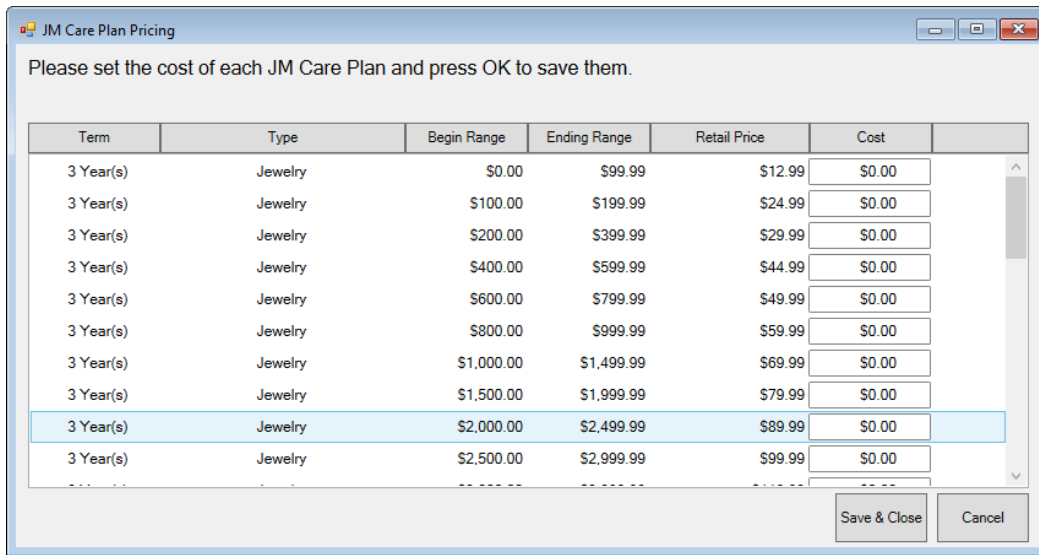 JM Care Plan Pricing
Please set the cost of each JM Care Plan and press OK to save them.
Term Type Begin Range Ending Range Retail Price Cost
3 Year(s) Jewelry $0.00 $99.99 $12.99 $0.00
3 Year(s) Jewelry $100.00 $199.99 $24.99 $0.00
3 Year(s) Jewelry $200.00 $399.99 $29.99 $0.00
3 Year(s) Jewelry $400.00 $599.99 $44.99 $0.00
3 Year(s) Jewelry $600.00 $799.99 $49.99 $0.00
3 Year(s) Jewelry $800.00 $999.99 $59.99 $0.00
3 Year(s) Jewelry $1,000.00 $1,499.99 $69.99 $0.00
3 Year(s) Jewelry $1,500.00 $1,999.99 $79.99 $0.00
3 Year(s) Jewelry $2,000.00 $2,499.99 $89.99 $0.00
3 Year(s) Jewelry $2,500.00 $2,999.99 $99.99 $0.00
Save & Close Cancel